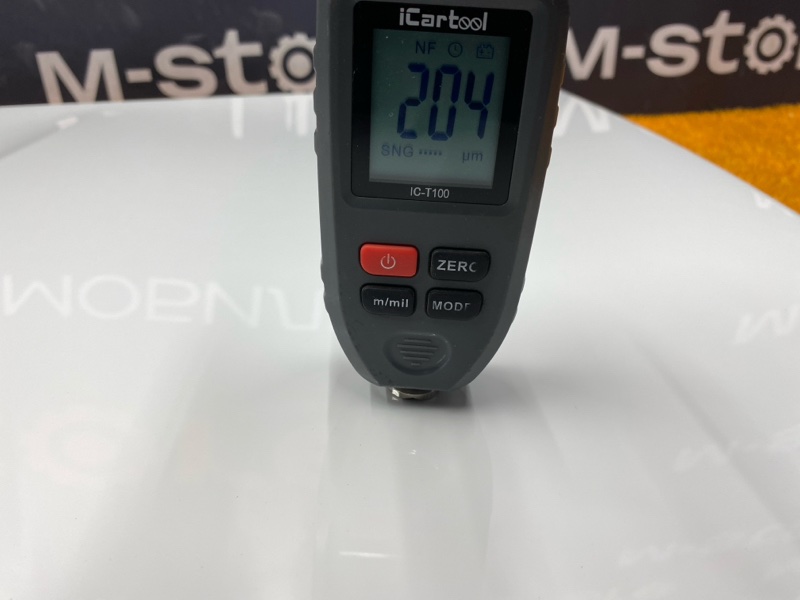 M-sto
M-sto
iCartool
NF
204
SNG µm
IC-T100
ZERO
m/mil
MODE